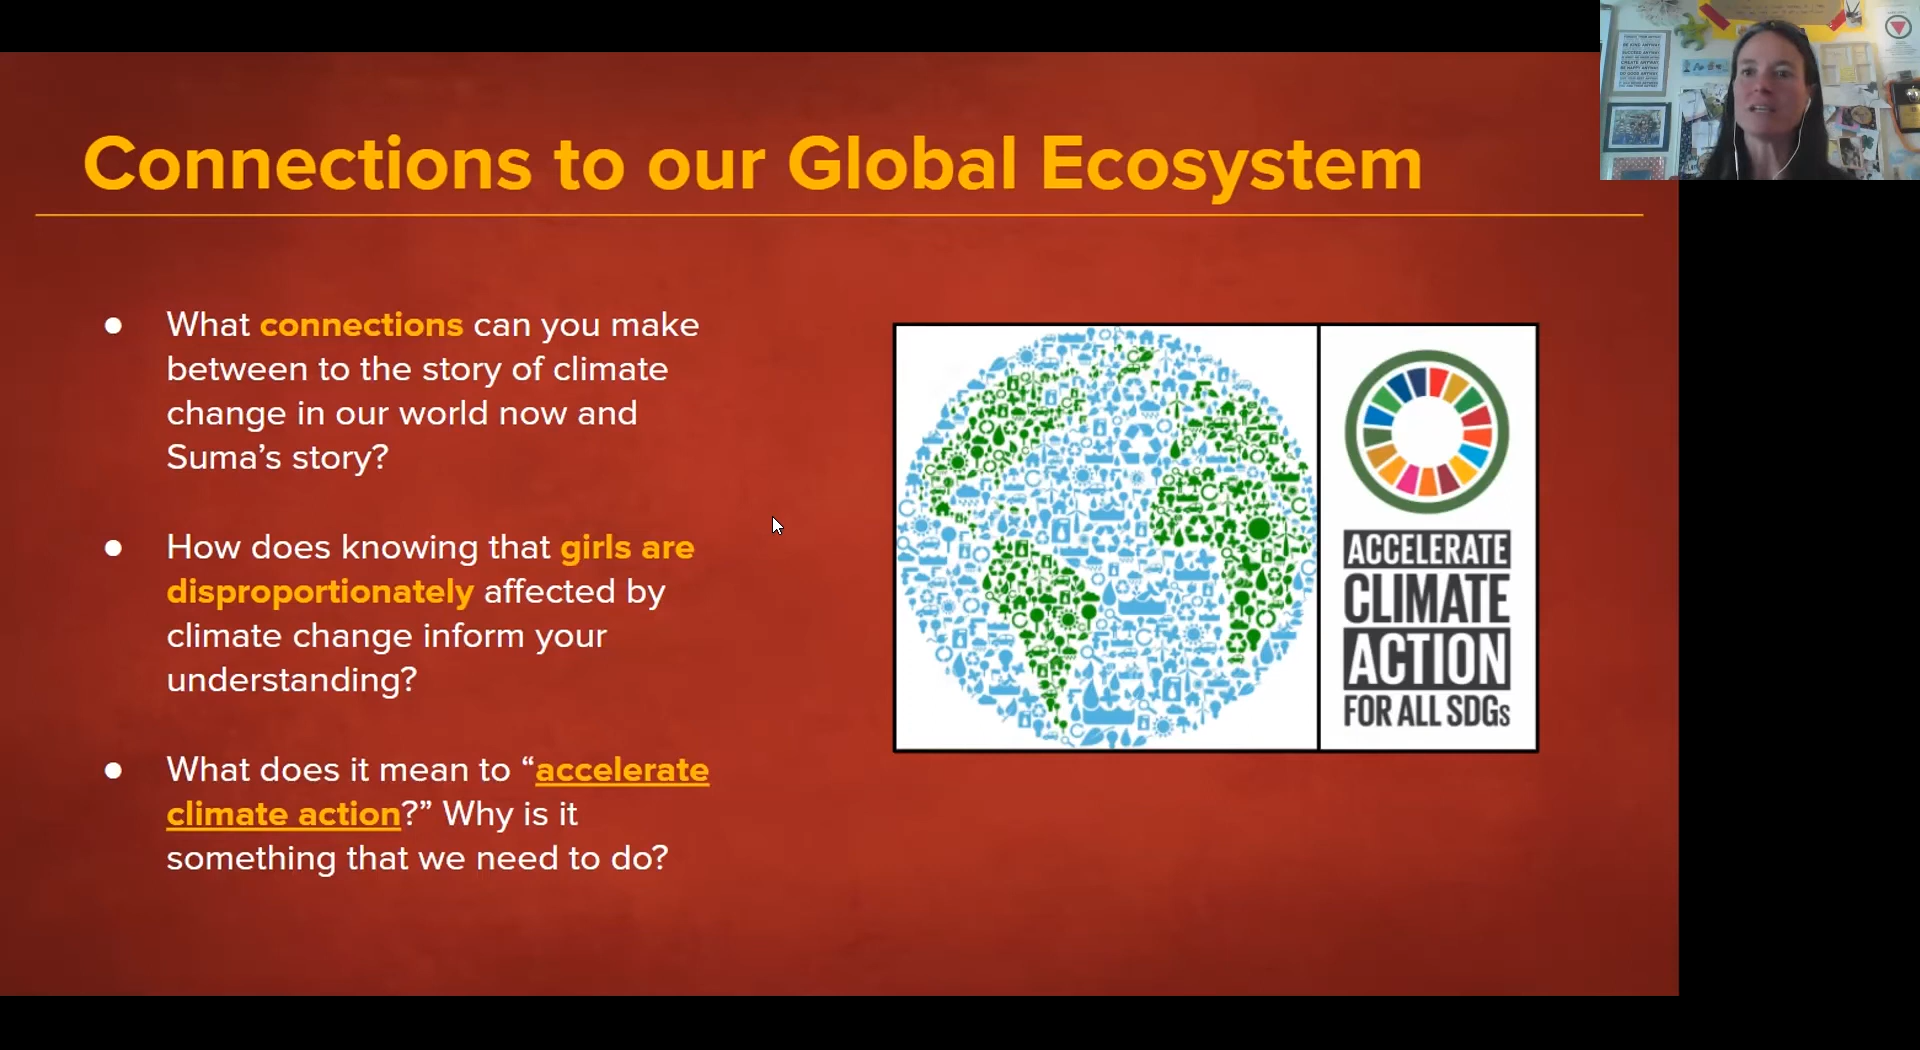 Connections to our Global Ecosystem
● What connections can you make
between to the story of climate
change in our world now and
Suma’s story?
● How does knowing that girls are
disproportionately affected by
climate change inform your
understanding?
● What does it mean to “accelerate
climate action?” Why is it
something that we need to do?
ACCELERATE
CLIMATE
ACTION
FOR ALL SDGs